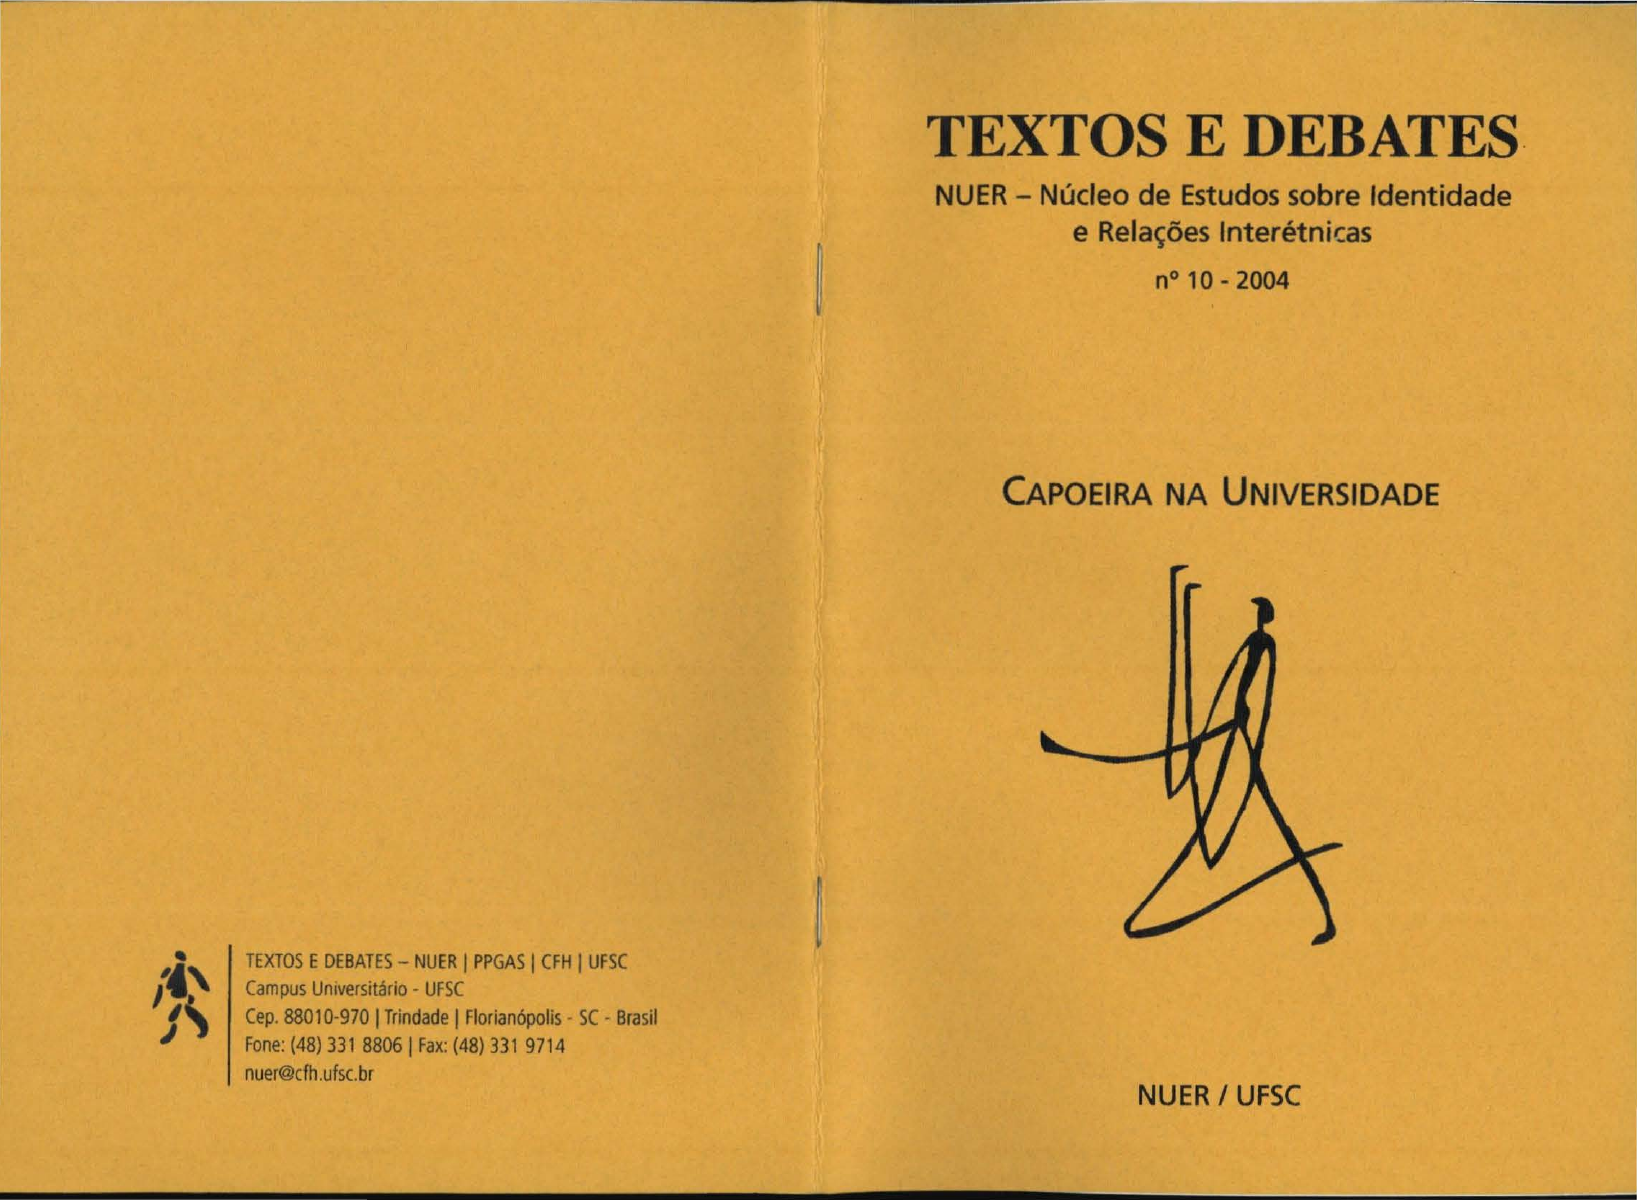 TEXTOS E DEBATES
NUER – Núcleo de Estudos sobre Identidade
e Relações Interétnicas
nº 10 - 2004
CAPOEIRA NA UNIVERSIDADE
NUER / UFSC
TEXTOS E DEBATES – NUER | PPGAS | CFH | UFSC
Campus Universitário - UFSC
Cep. 88010-970 | Trindade | Florianópolis - SC - Brasil
Fone: (48) 331 8806 | Fax: (48) 331 9714
nuer@cfh.ufsc.br